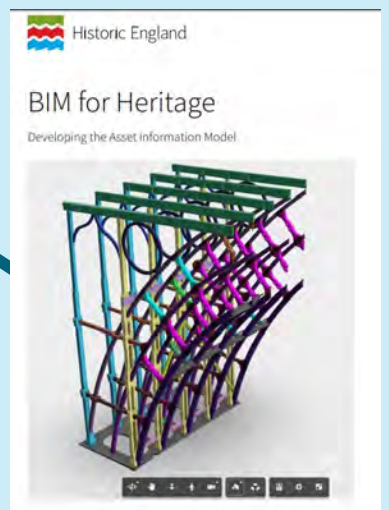 Historic England
BIM for Heritage
Developing the Asset Information Model